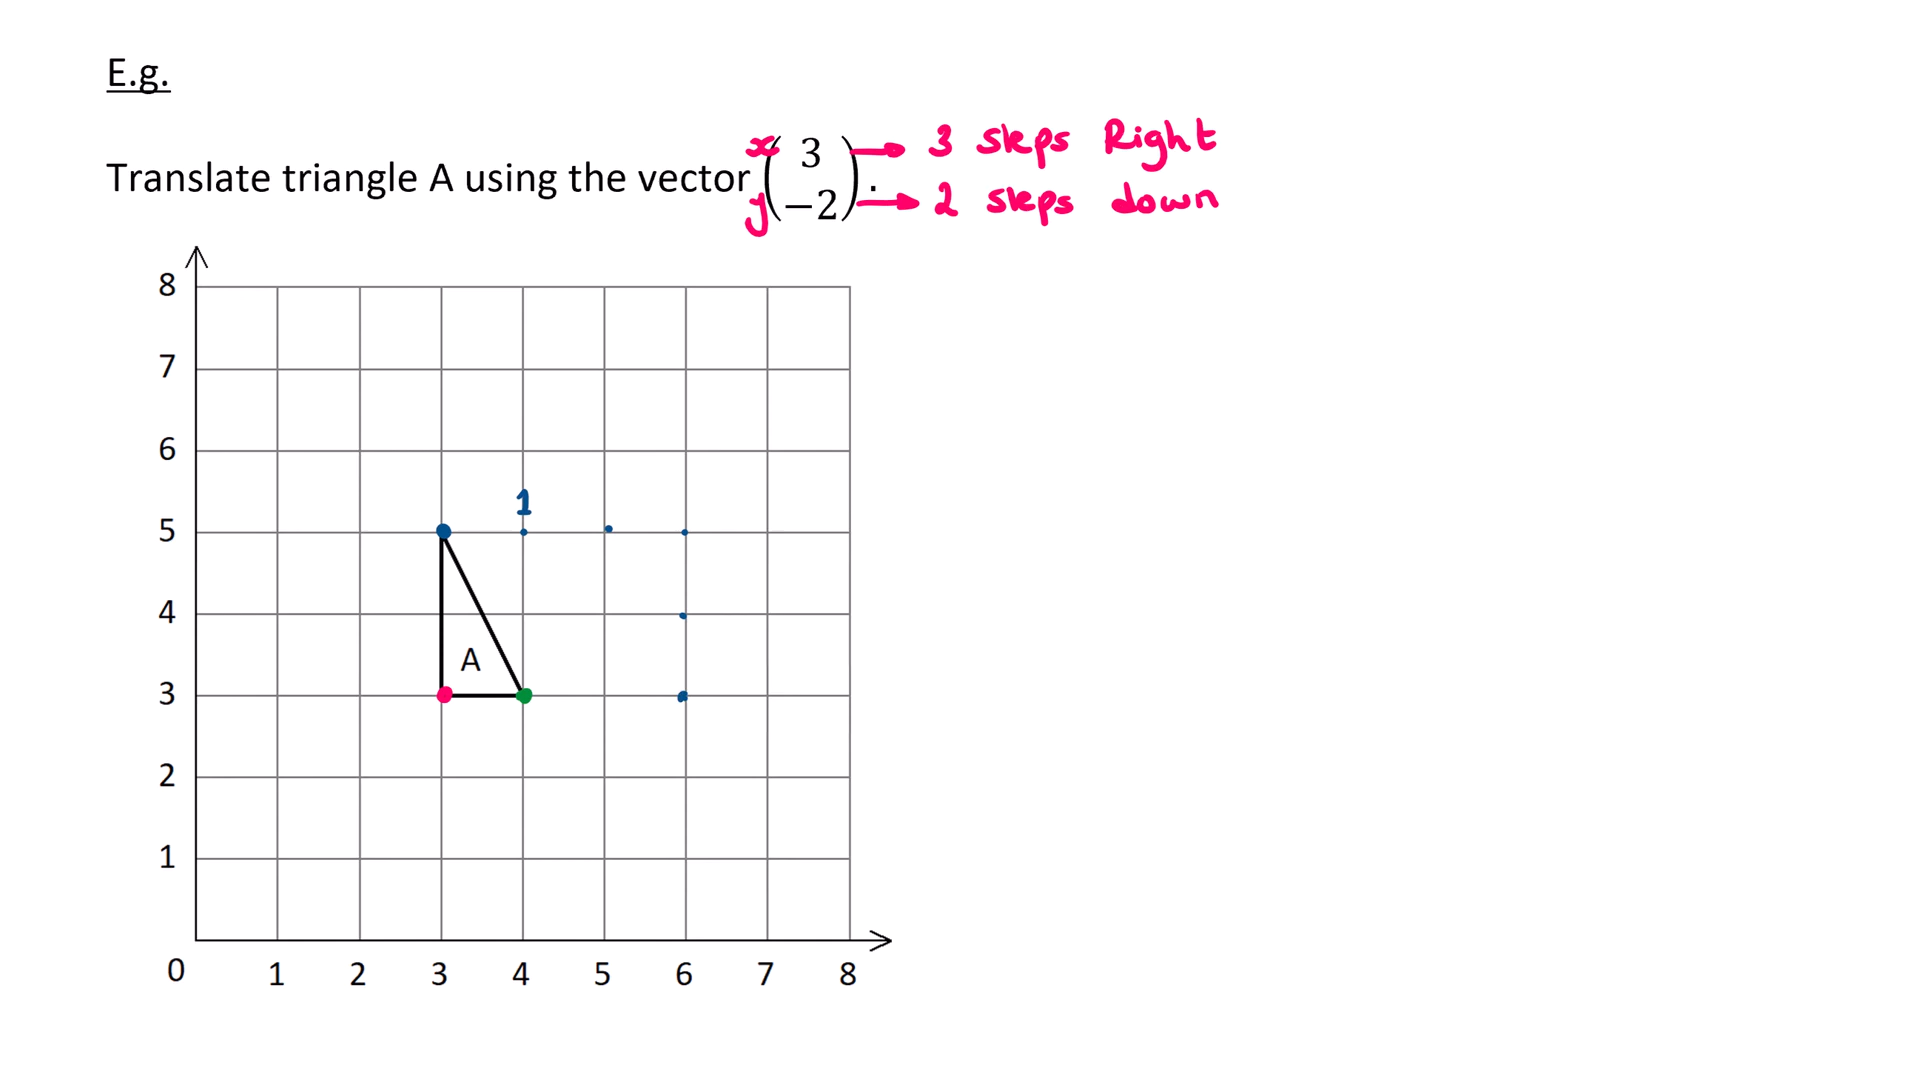 E.g.
x 3 → 3 steps Right
Translate triangle A using the vector ( ).
y −2 → 2 steps down
8
7
6
1
5
4
A
3
2
1
0 1 2 3 4 5 6 7 8